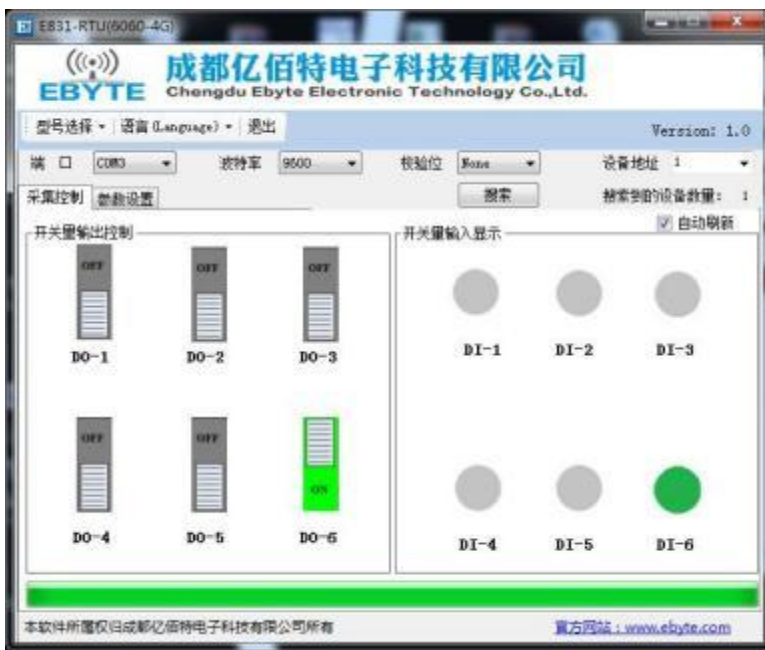 E831-RTU(6060-4G)
EBYTE
成都亿佰特电子科技有限公司
Chengdu Ebyte Electronic Technology Co.,Ltd.
型号选择 语言(Language) 退出
Version: 1.0
端 口 COM3 波特率 9600 校验位 None 设备地址 1
采集控制 参数设置 搜索 搜索到的设备数量: 1
自动刷新
开关量输出控制 开关量输入显示
OFF OFF OFF
DO-1 DO-2 DO-3 DI-1 DI-2 DI-3
OFF OFF ON
DO-4 DO-5 DO-6 DI-4 DI-5 DI-6
本软件所属权归成都亿佰特电子科技有限公司所有 官方网站:www.ebyte.com